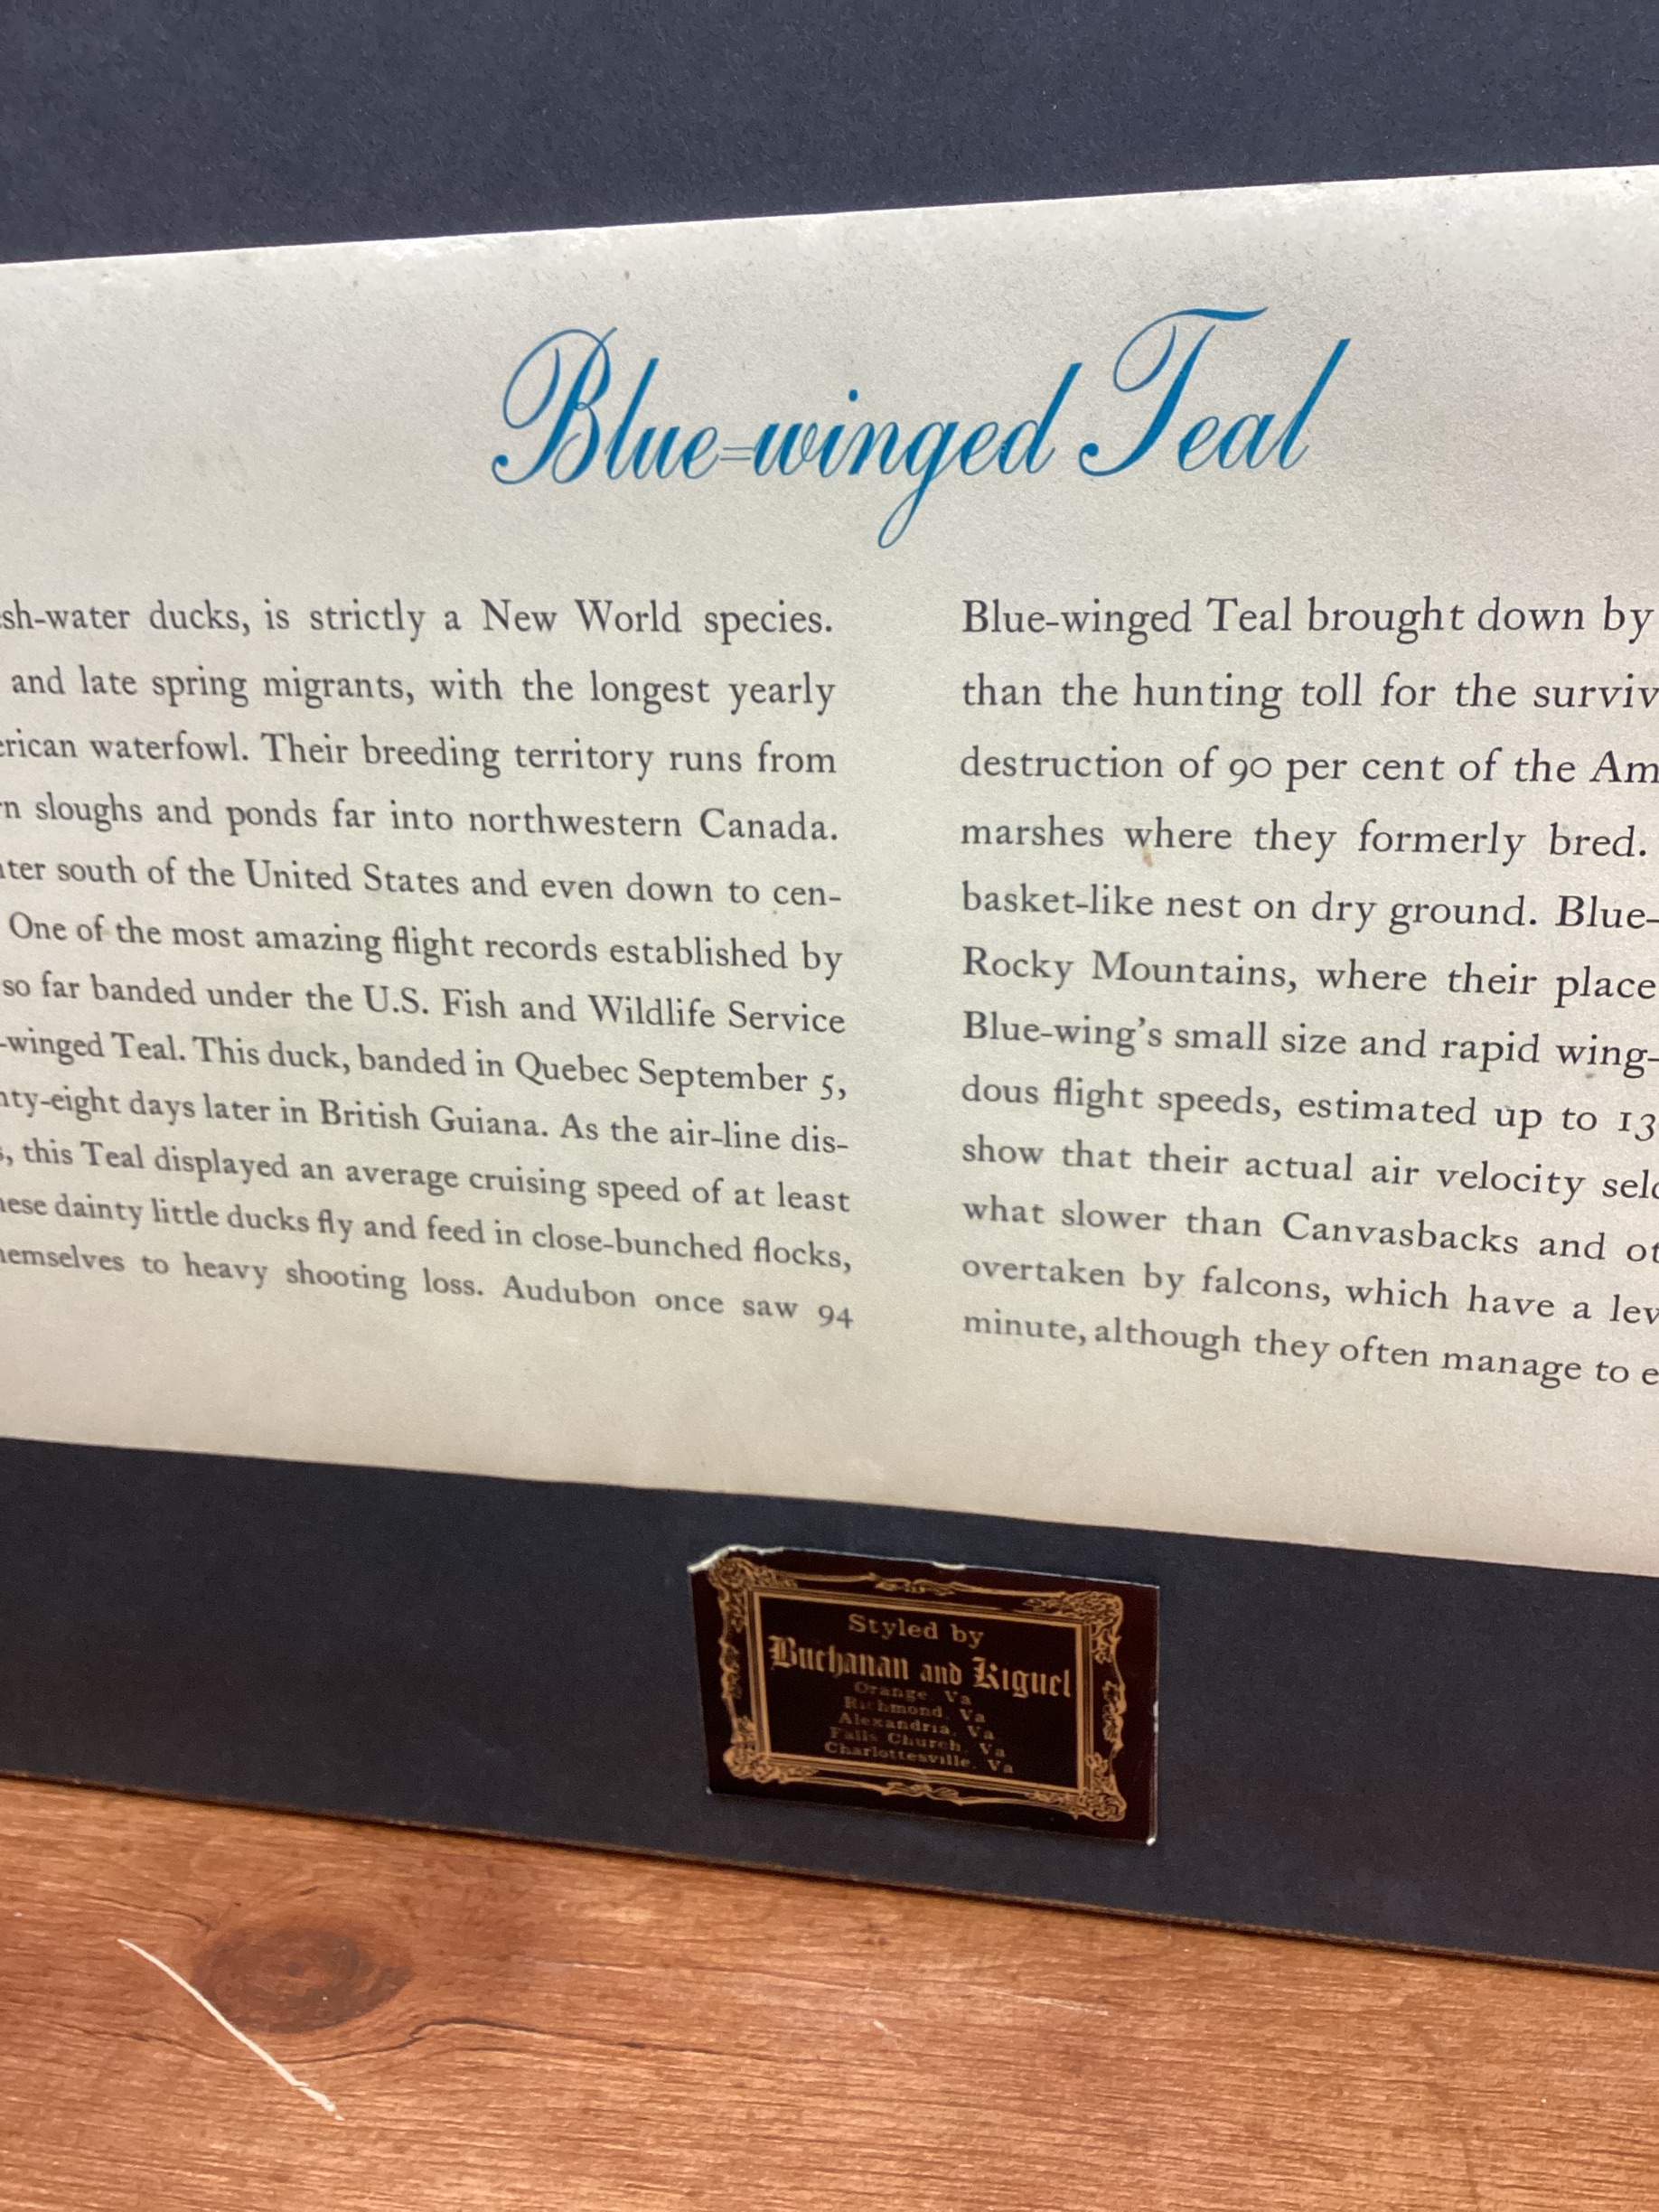 Blue-winged Teal
sh-water ducks, is strictly a New World species.
and late spring migrants, with the longest yearly
erican waterfowl. Their breeding territory runs from
n sloughs and ponds far into northwestern Canada.
ter south of the United States and even down to cen-
One of the most amazing flight records established by
so far banded under the U.S. Fish and Wildlife Service
-winged Teal. This duck, banded in Quebec September 5,
nty-eight days later in British Guiana. As the air-line dis-
s, this Teal displayed an average cruising speed of at least
hese dainty little ducks fly and feed in close-bunched flocks,
hemselves to heavy shooting loss. Audubon once saw 94
Blue-winged Teal brought down by
than the hunting toll for the surviv
destruction of 90 per cent of the Am
marshes where they formerly bred.
basket-like nest on dry ground. Blue-
Rocky Mountains, where their place
Blue-wing's small size and rapid wing-
dous flight speeds, estimated up to 13
show that their actual air velocity seld
what slower than Canvasbacks and ot
overtaken by falcons, which have a lev
minute, although they often manage to e
Styled by
Buchanan and Kiguel
Orange, Va
Richmond, Va
Alexandria, Va
Falls Church, Va
Charlottesville, Va